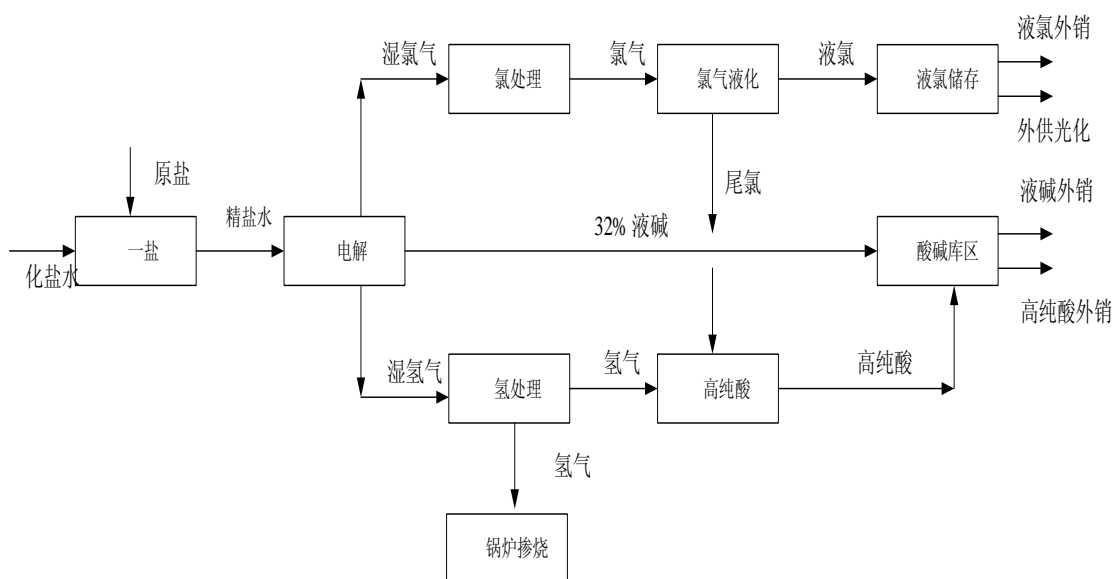 液氯外销
湿氯气
氯气
液氯
氯处理
氯气液化
液氯储存
外供光化
原盐
尾氯
液碱外销
精盐水
32% 液碱
一盐
电解
酸碱库区
化盐水
高纯酸外销
湿氢气
氢气
高纯酸
氢处理
高纯酸
氢气
锅炉掺烧